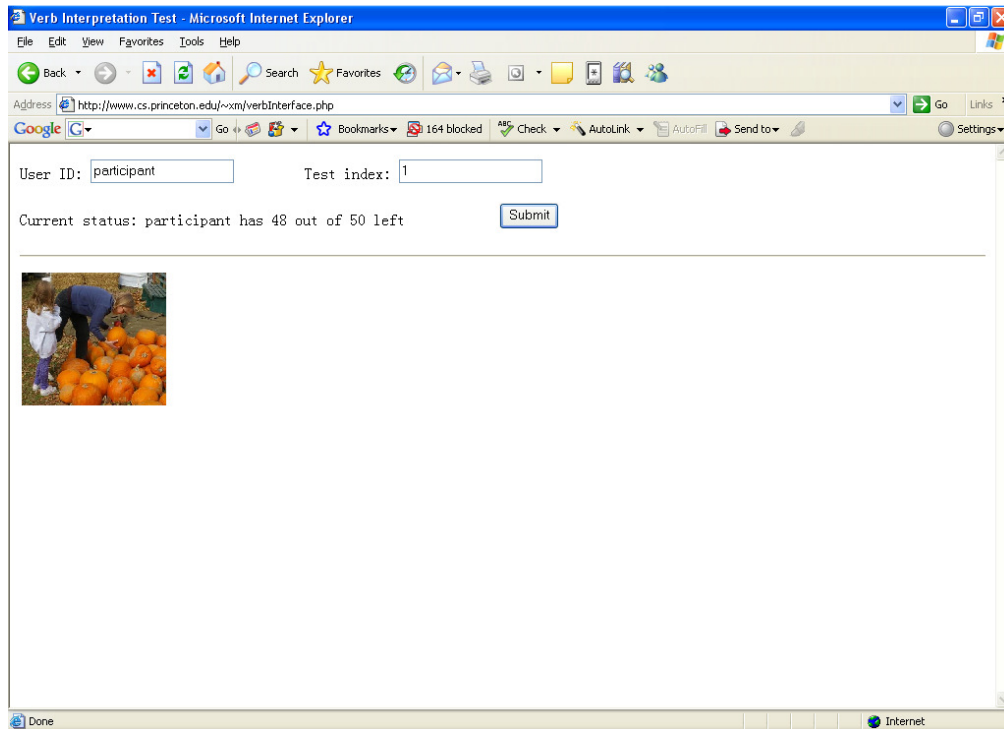 Verb Interpretation Test - Microsoft Internet Explorer
File Edit View Favorites Tools Help
Back Search Favorites
Address http://www.cs.princeton.edu/~xm/verbInterface.php Go Links
Google G Go Bookmarks 164 blocked ABC Check AutoLink AutoFill Send to Settings
User ID: participant Test index: 1
Current status: participant has 48 out of 50 left Submit
Done Internet